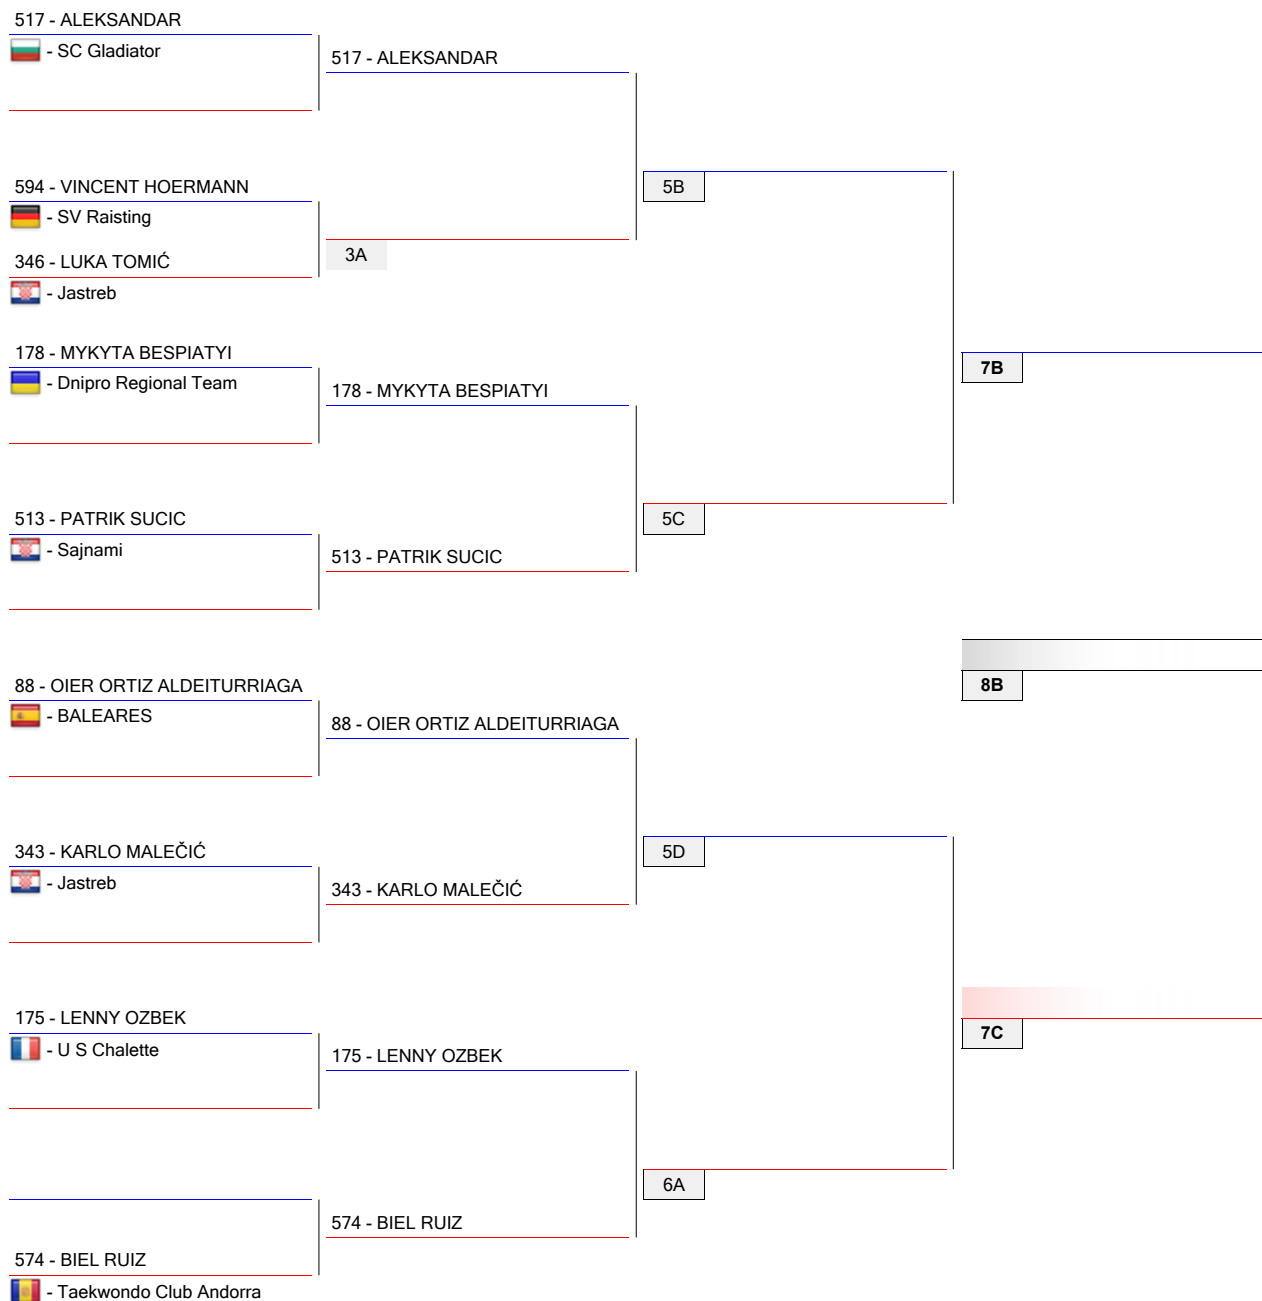 517 - ALEKSANDAR
- SC Gladiator
517 - ALEKSANDAR
594 - VINCENT HOERMANN
- SV Raisting
5B
346 - LUKA TOMIĆ
- Jastreb
3A
178 - MYKYTA BESPIATYI
- Dnipro Regional Team
178 - MYKYTA BESPIATYI
7B
513 - PATRIK SUCIC
- Sajnami
513 - PATRIK SUCIC
5C
88 - OIER ORTIZ ALDEITURRIAGA
- BALEARES
88 - OIER ORTIZ ALDEITURRIAGA
8B
343 - KARLO MALEČIĆ
- Jastreb
343 - KARLO MALEČIĆ
5D
175 - LENNY OZBEK
- U S Chalette
175 - LENNY OZBEK
7C
6A
574 - BIEL RUIZ
574 - BIEL RUIZ
- Taekwondo Club Andorra